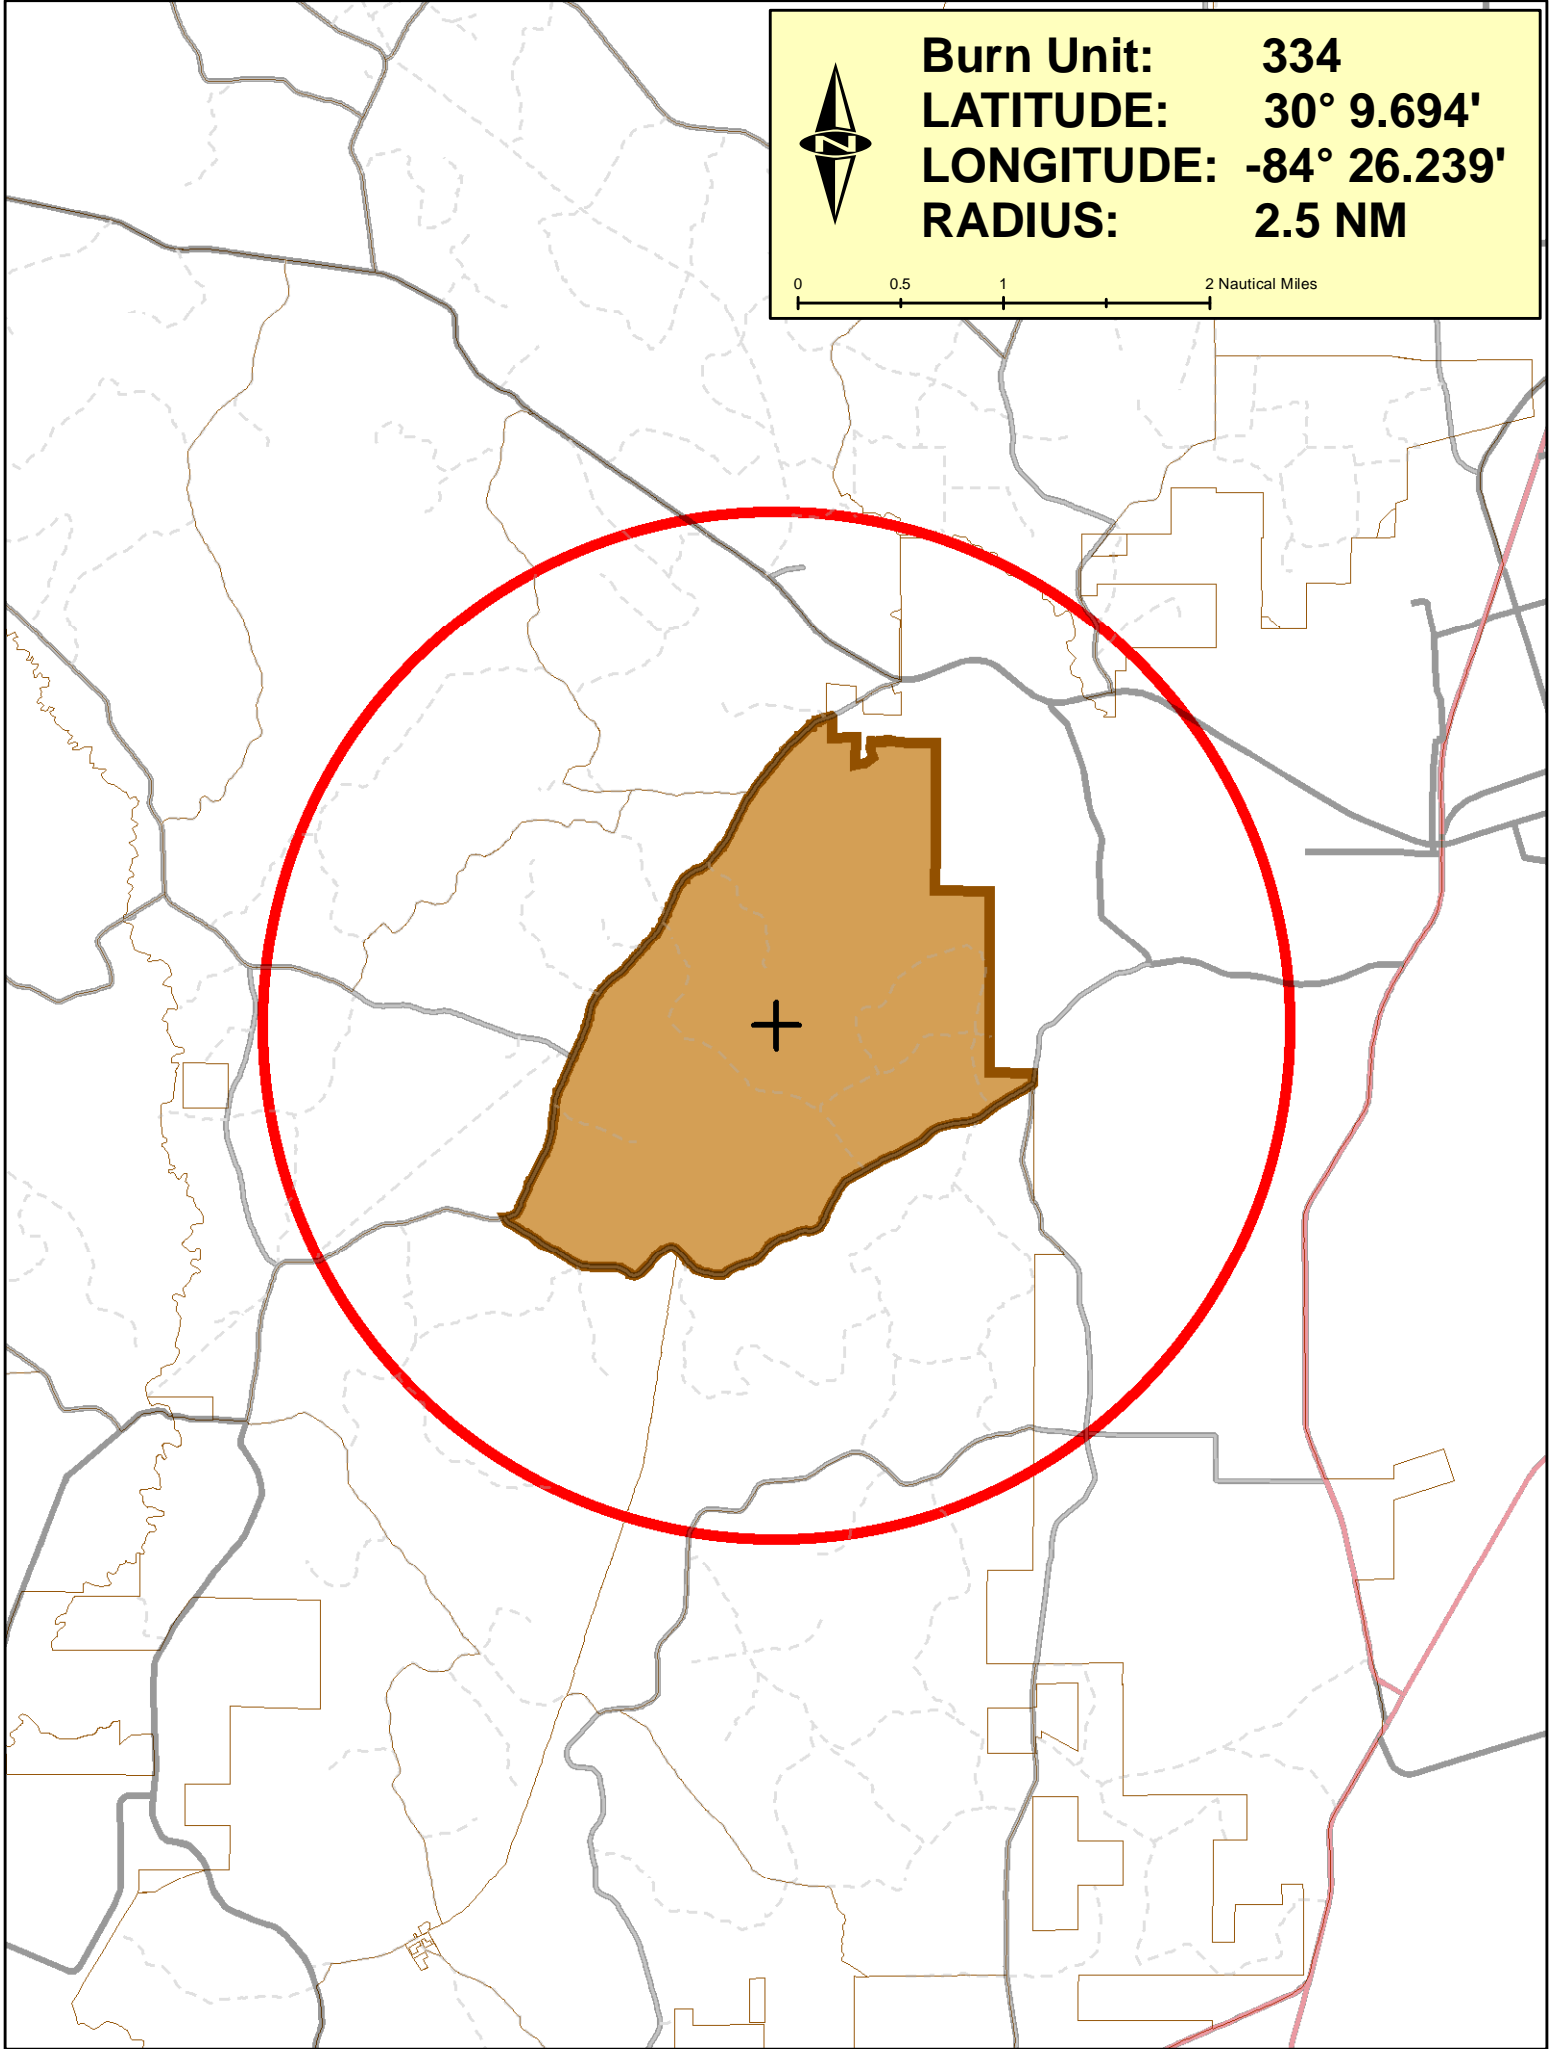 Burn Unit: 334
LATITUDE: 30° 9.694'
LONGITUDE: -84° 26.239'
RADIUS: 2.5 NM
N
0 0.5 1 2 Nautical Miles